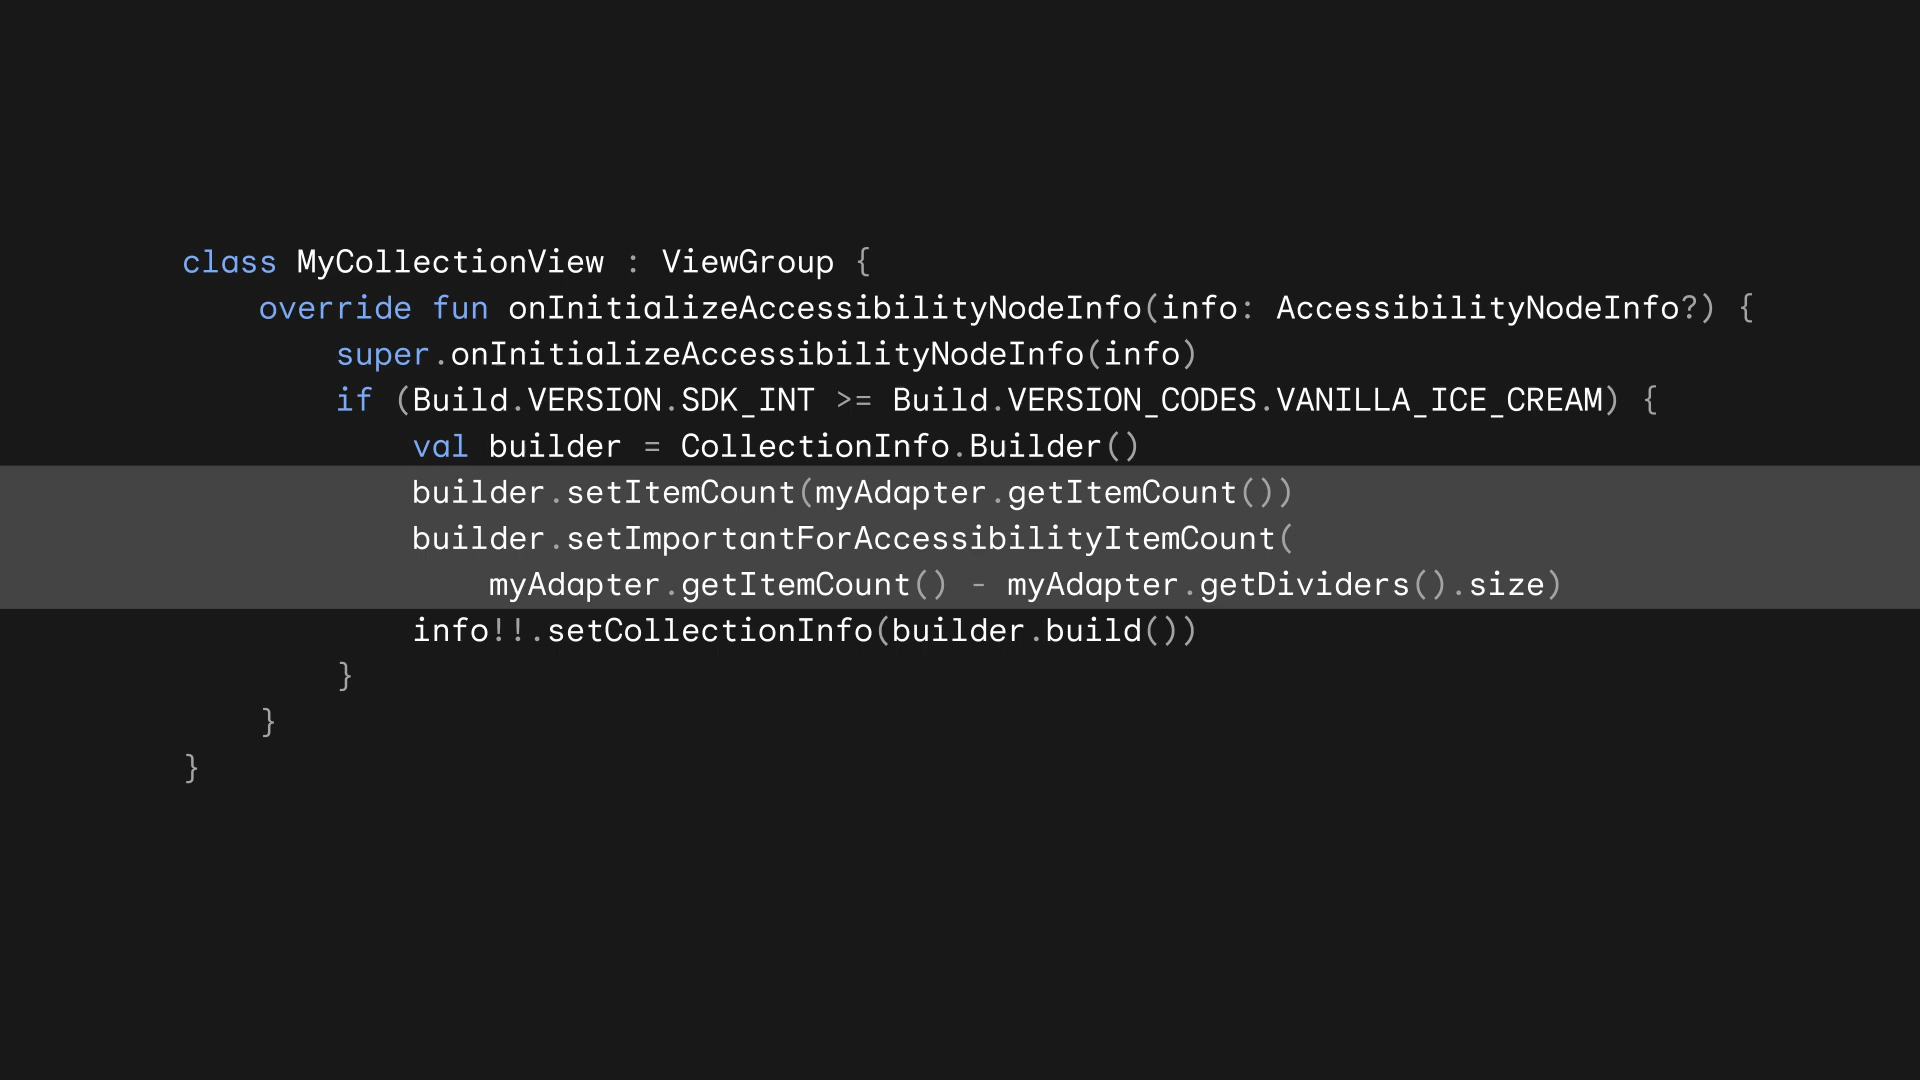 class MyCollectionView : ViewGroup {
override fun onInitializeAccessibilityNodeInfo(info: AccessibilityNodeInfo?) {
super.onInitializeAccessibilityNodeInfo(info)
if (Build.VERSION.SDK_INT >= Build.VERSION_CODES.VANILLA_ICE_CREAM) {
val builder = CollectionInfo.Builder()
builder.setItemCount(myAdapter.getItemCount())
builder.setImportantForAccessibilityItemCount(
myAdapter.getItemCount() - myAdapter.getDividers().size)
info!!.setCollectionInfo(builder.build())
}
}
}